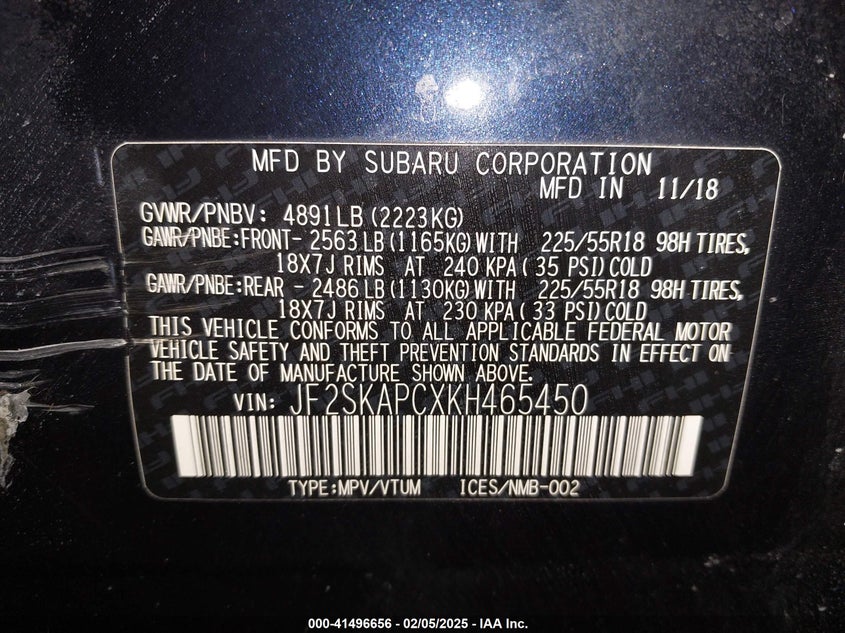 MFD BY SUBARU CORPORATION
MFD IN 11/18
GVWR/PNBV: 4891LB(2223KG)
GAWR/PNBE:FRONT- 2563LB(1165KG)WITH 225/55R18 98H TIRES,
18X7J RIMS AT 240 KPA(35 PSI)COLD
GAWR/PNBE:REAR - 2486LB(1130KG)WITH 225/55R18 98H TIRES,
18X7J RIMS AT 230 KPA(33 PSI)COLD
THIS VEHICLE CONFORMS TO ALL APPLICABLE FEDERAL MOTOR
VEHICLE SAFETY AND THEFT PREVENTION STANDARDS IN EFFECT ON
THE DATE OF MANUFACTURE SHOWN ABOVE.
VIN: JF2SKAPCXKH465450
TYPE:MPV/VTUM ICES/NMB-002
000-41496656 - 02/05/2025 - IAA Inc.